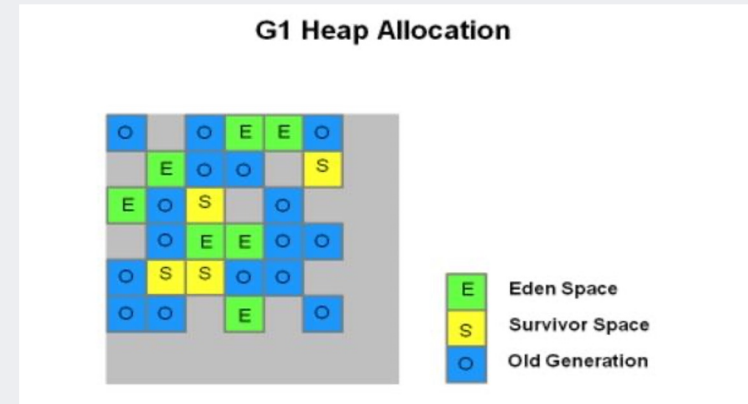 G1 Heap Allocation
O O E E O
E O O S
E O S O
O E E O O
O S S O O
O O E O
E Eden Space
S Survivor Space
O Old Generation